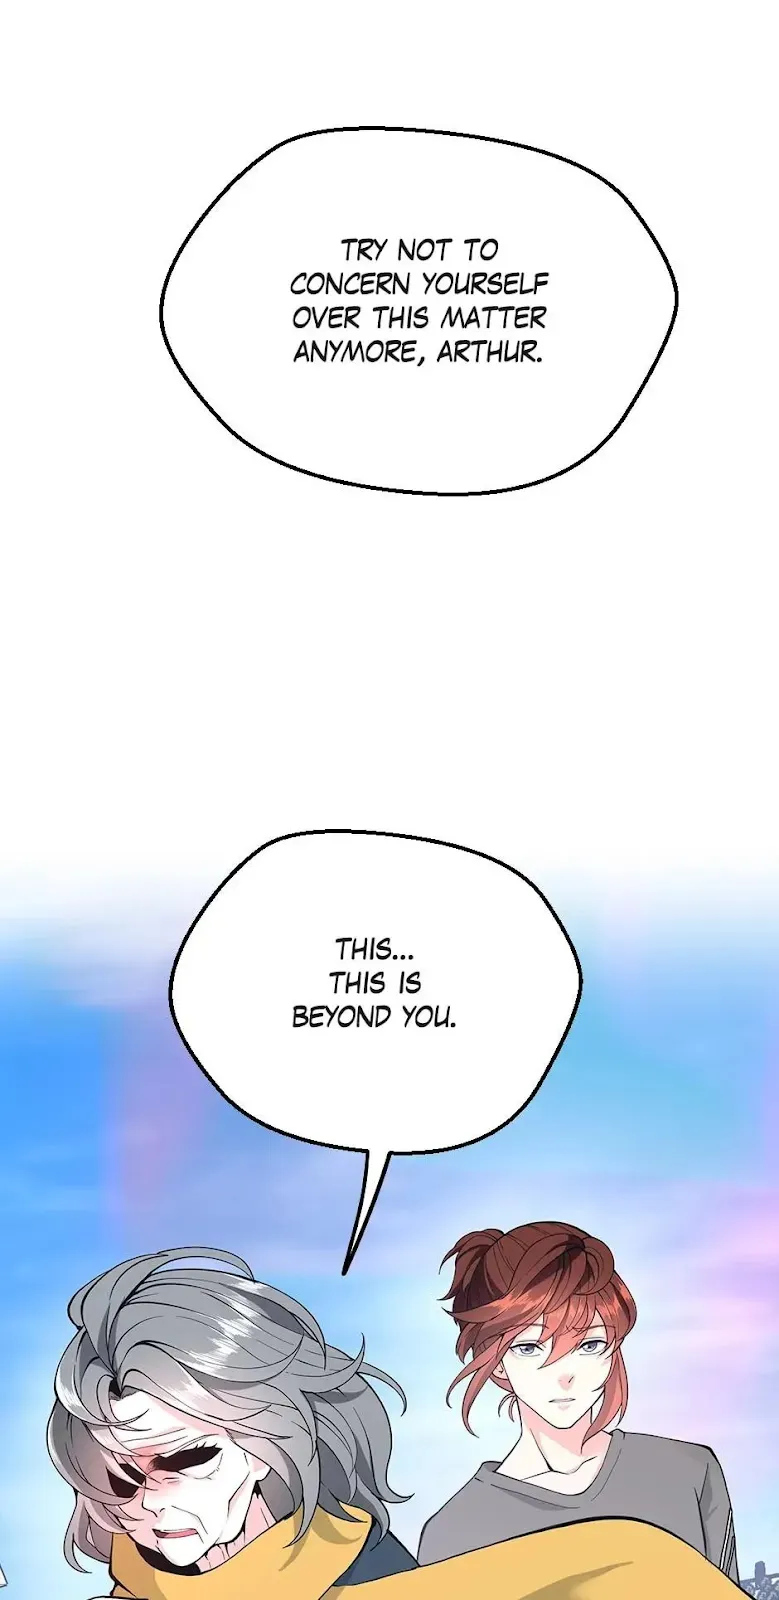 TRY NOT TO
CONCERN YOURSELF
OVER THIS MATTER
ANYMORE, ARTHUR.
THIS...
THIS IS
BEYOND YOU.